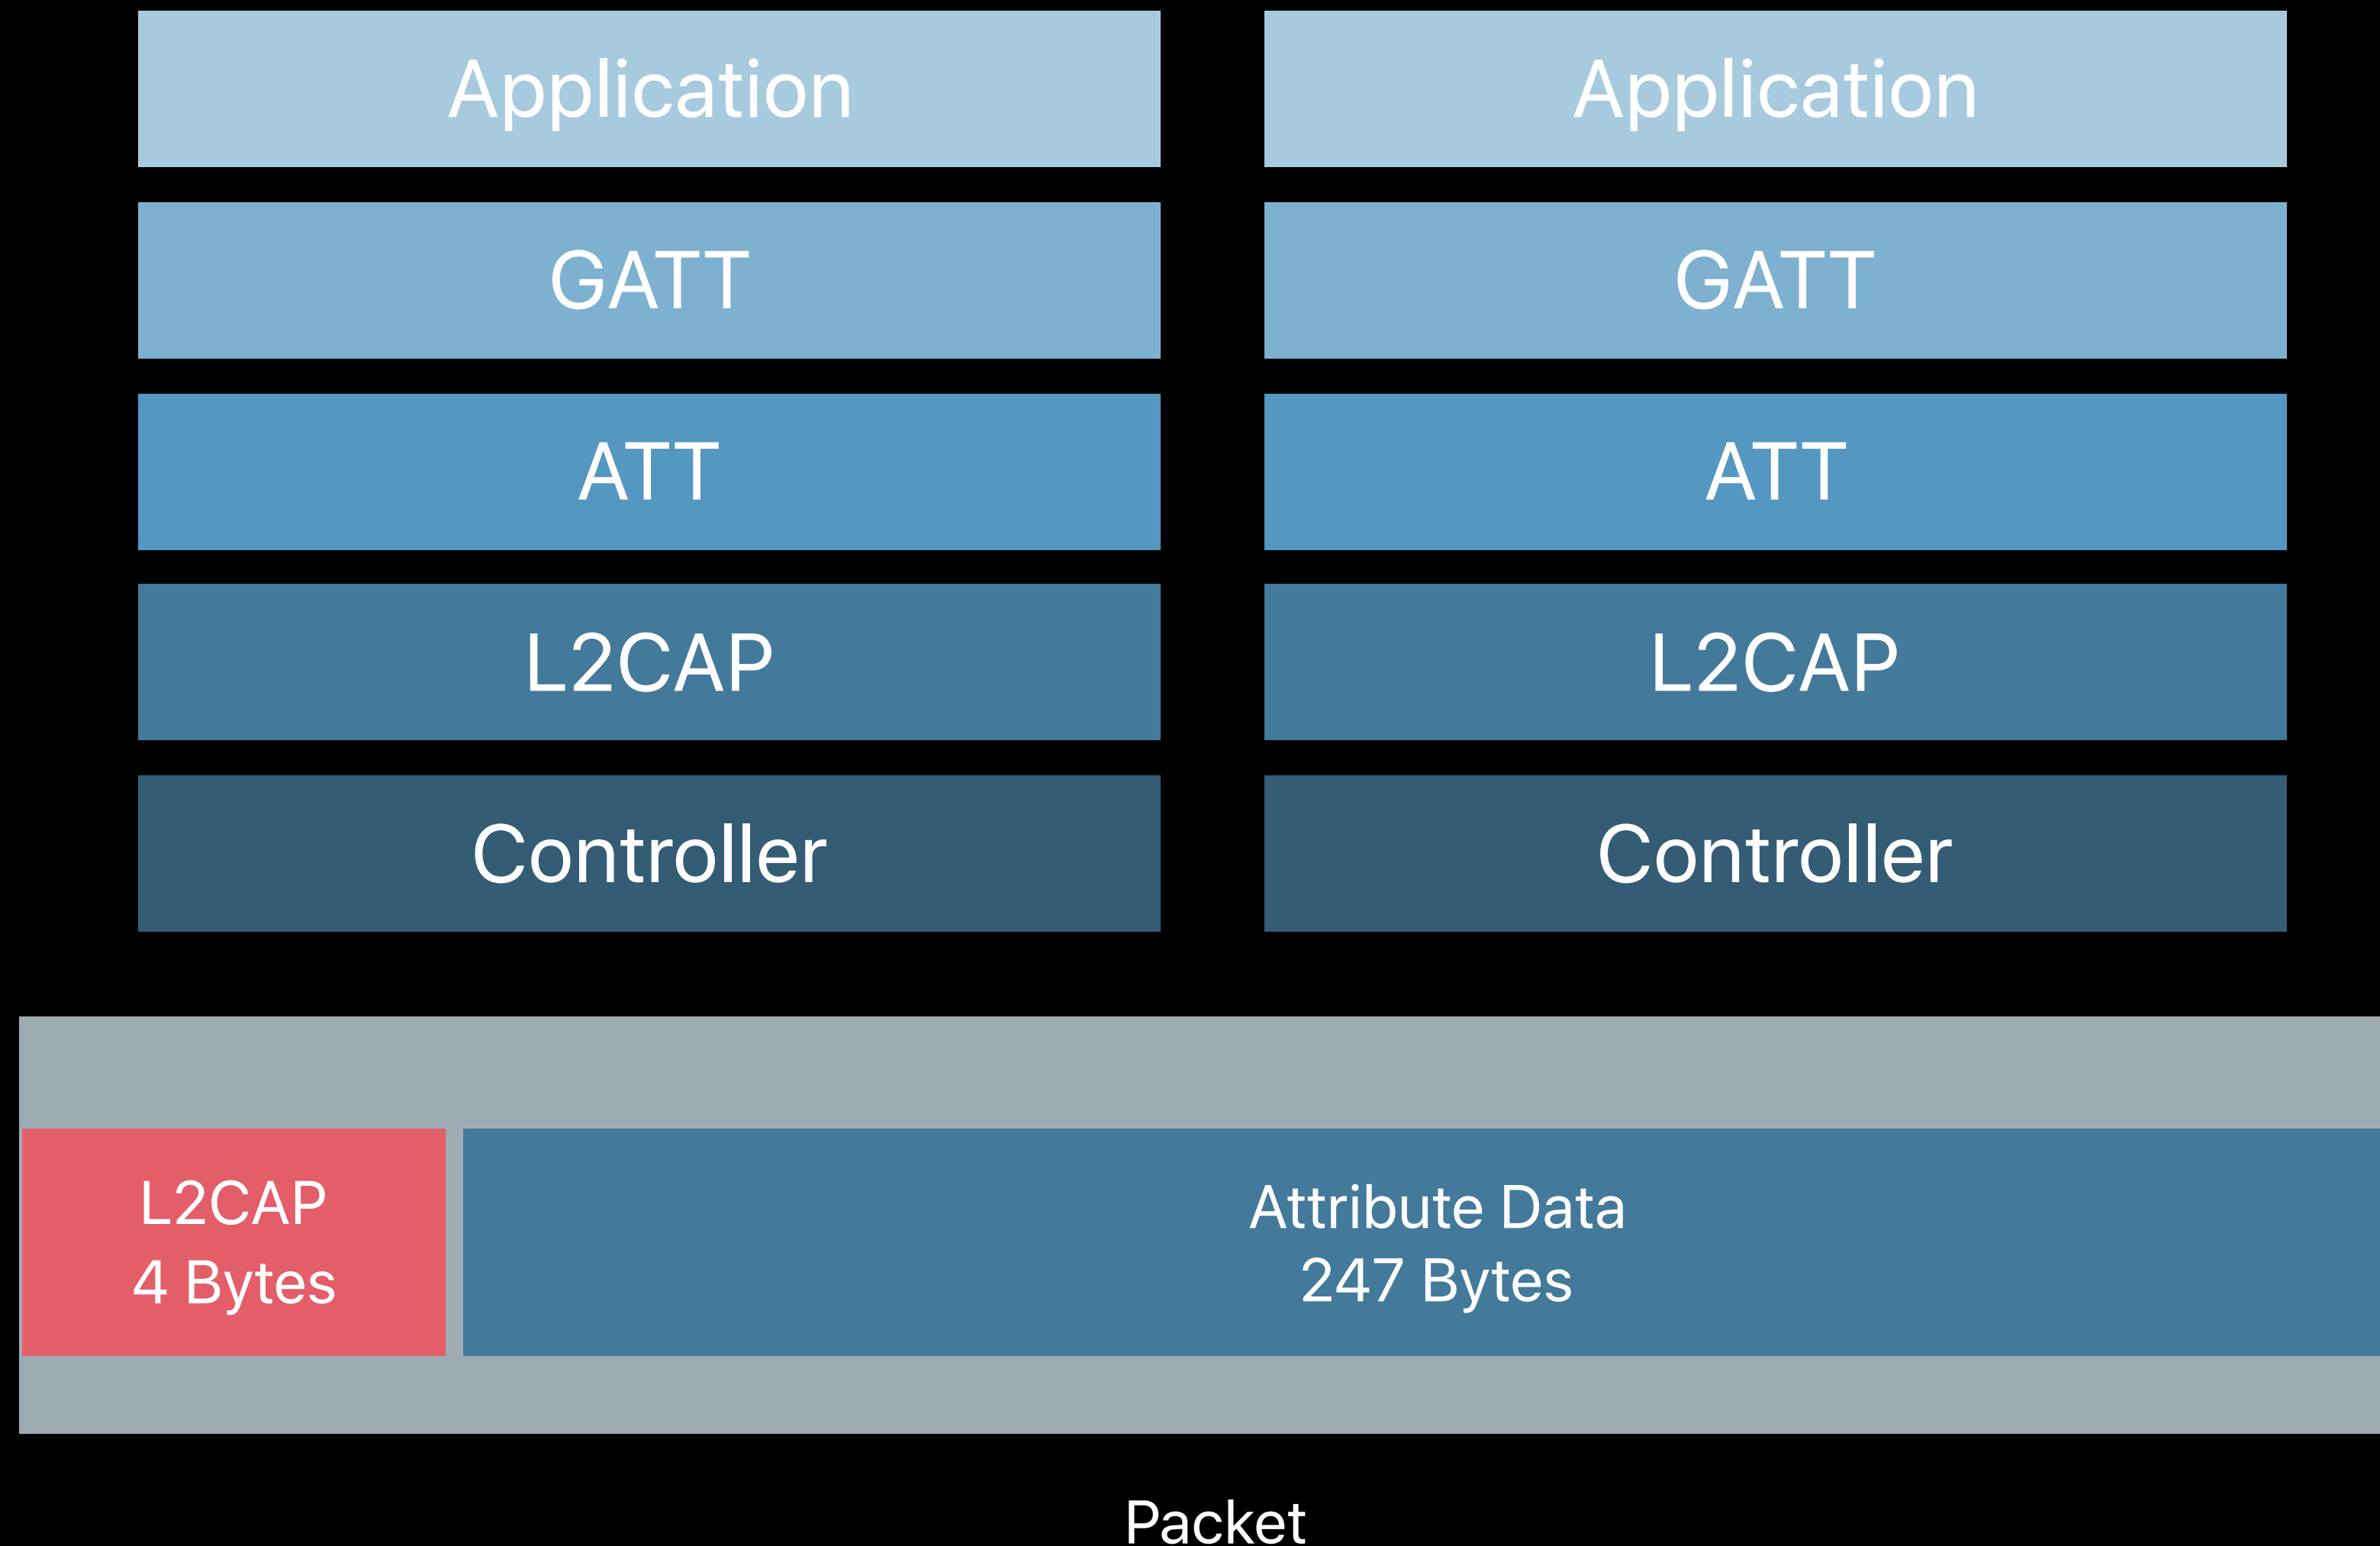 Application
Application
GATT
GATT
ATT
ATT
L2CAP
L2CAP
Controller
Controller
L2CAP
4 Bytes
Attribute Data
247 Bytes
Packet